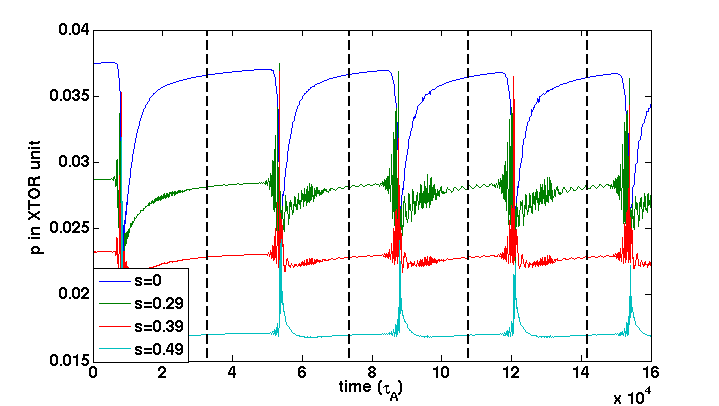 0.04
0.035
0.03
0.025
0.02
0.015
p in XTOR unit
s=0
s=0.29
s=0.39
s=0.49
0 2 4 6 8 10 12 14 16
time (τA)
x 10^4